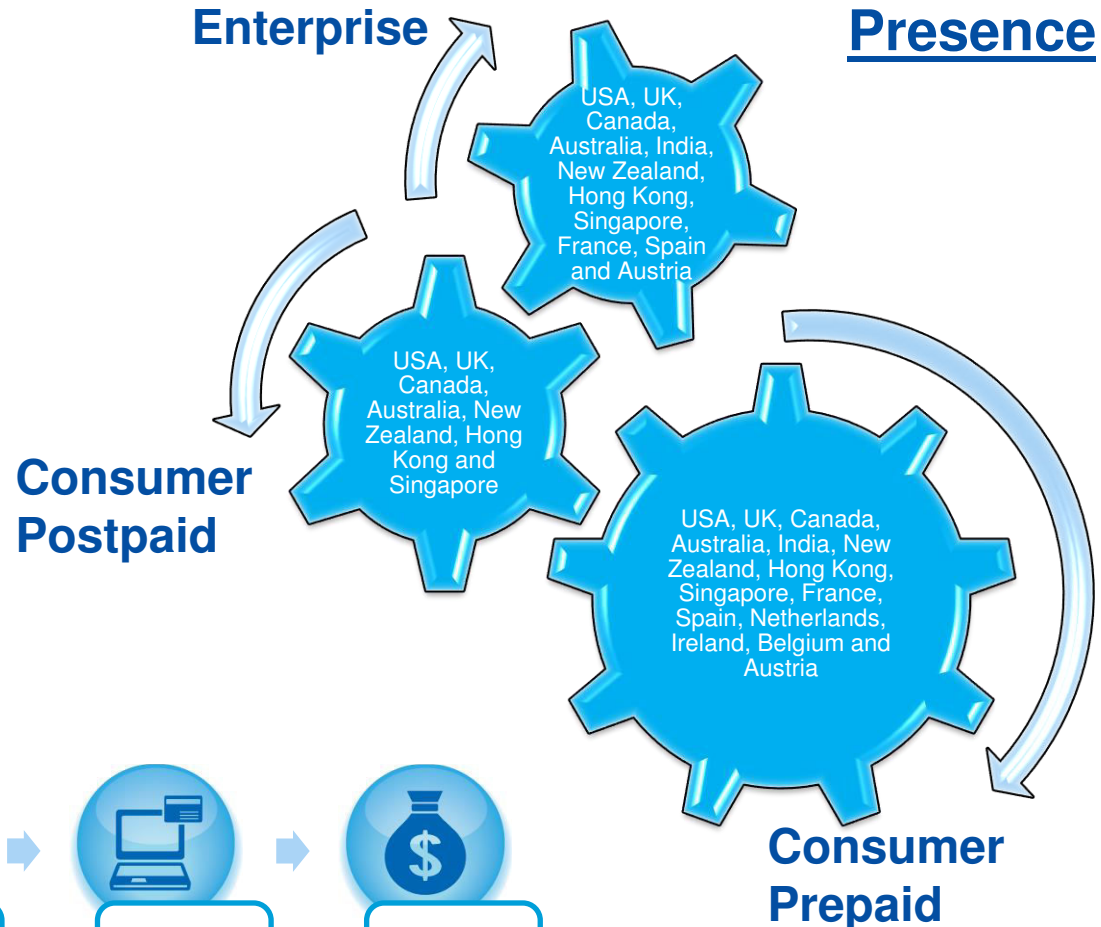 Enterprise
Presence
USA, UK,
Canada,
Australia, India,
New Zealand,
Hong Kong,
Singapore,
France, Spain
and Austria
USA, UK,
Canada,
Australia, New
Zealand, Hong
Kong and
Singapore
Consumer
Postpaid
USA, UK, Canada,
Australia, India, New
Zealand, Hong Kong,
Singapore, France,
Spain, Netherlands,
Ireland, Belgium and
Austria
$
Consumer
Prepaid